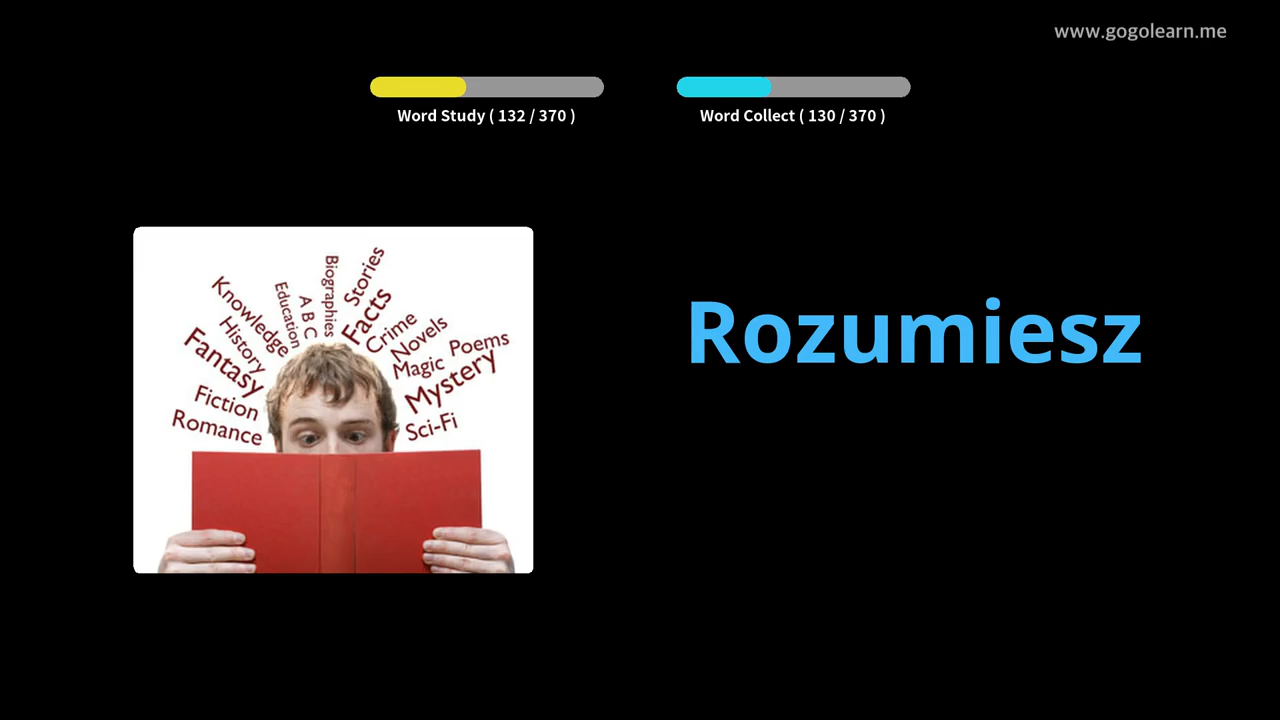 www.gogolearn.me
Word Study ( 132 / 370 )
Word Collect ( 130 / 370 )
Rozumiesz
Biographies
Stories
Education
A B C
Facts
Knowledge
Crime
History
Novels
Fantasy
Magic
Poems
Mystery
Fiction
Romance
Sci-Fi